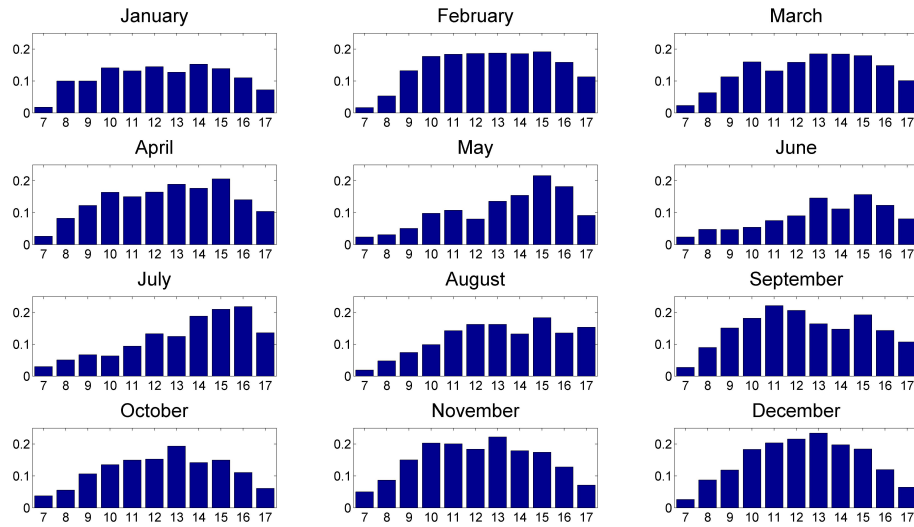 January February March
0.2 0.2 0.2
0.1 0.1 0.1
0 0 0
7 8 9 10 11 12 13 14 15 16 17 7 8 9 10 11 12 13 14 15 16 17 7 8 9 10 11 12 13 14 15 16 17
April May June
0.2 0.2 0.2
0.1 0.1 0.1
0 0 0
7 8 9 10 11 12 13 14 15 16 17 7 8 9 10 11 12 13 14 15 16 17 7 8 9 10 11 12 13 14 15 16 17
July August September
0.2 0.2 0.2
0.1 0.1 0.1
0 0 0
7 8 9 10 11 12 13 14 15 16 17 7 8 9 10 11 12 13 14 15 16 17 7 8 9 10 11 12 13 14 15 16 17
October November December
0.2 0.2 0.2
0.1 0.1 0.1
0 0 0
7 8 9 10 11 12 13 14 15 16 17 7 8 9 10 11 12 13 14 15 16 17 7 8 9 10 11 12 13 14 15 16 17